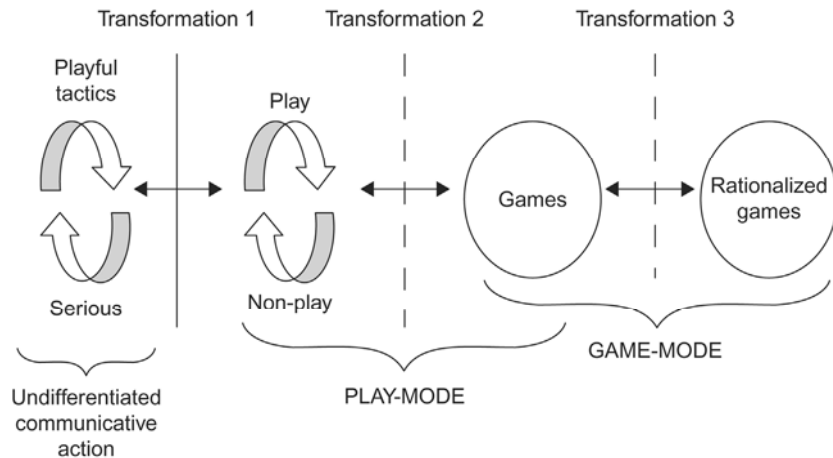 Transformation 1
Transformation 2
Transformation 3
Playful
tactics
Play
Games
Rationalized
games
Serious
Non-play
GAME-MODE
Undifferentiated
communicative
action
PLAY-MODE